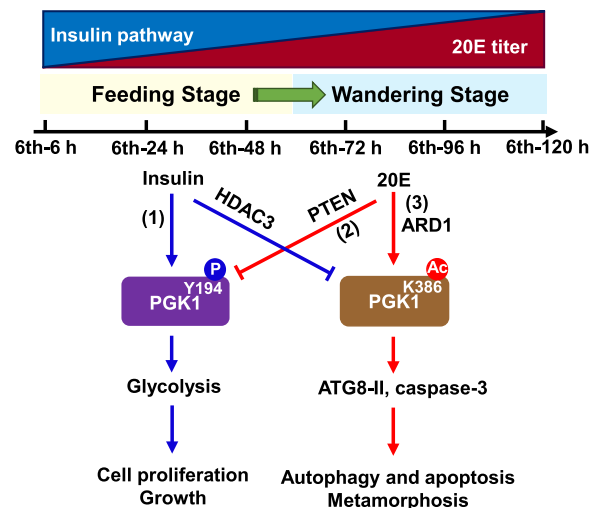 Insulin pathway
20E titer
Feeding Stage
Wandering Stage
6th-6 h 6th-24 h 6th-48 h 6th-72 h 6th-96 h 6th-120 h
Insulin
20E
(1)
HDAC3
PTEN
(2)
(3)
ARD1
P
Y194
PGK1
Ac
K386
PGK1
Glycolysis
ATG8-II, caspase-3
Cell proliferation
Growth
Autophagy and apoptosis
Metamorphosis